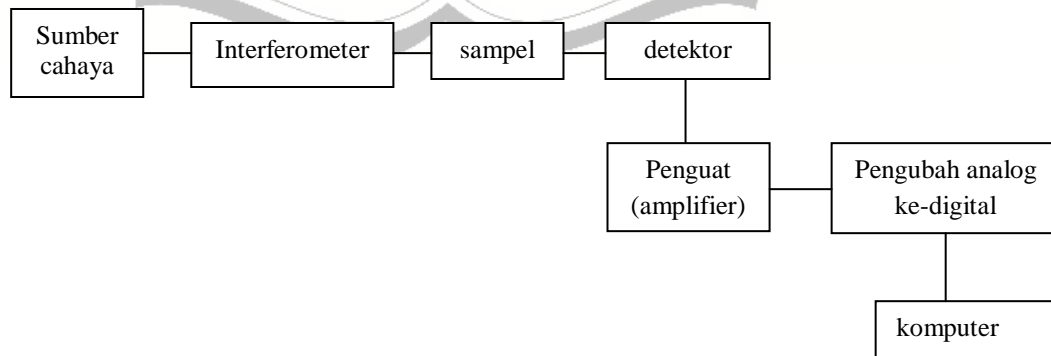 Sumber
cahaya
Interferometer
sampel
detektor
Penguat
(amplifier)
Pengubah analog
ke-digital
komputer